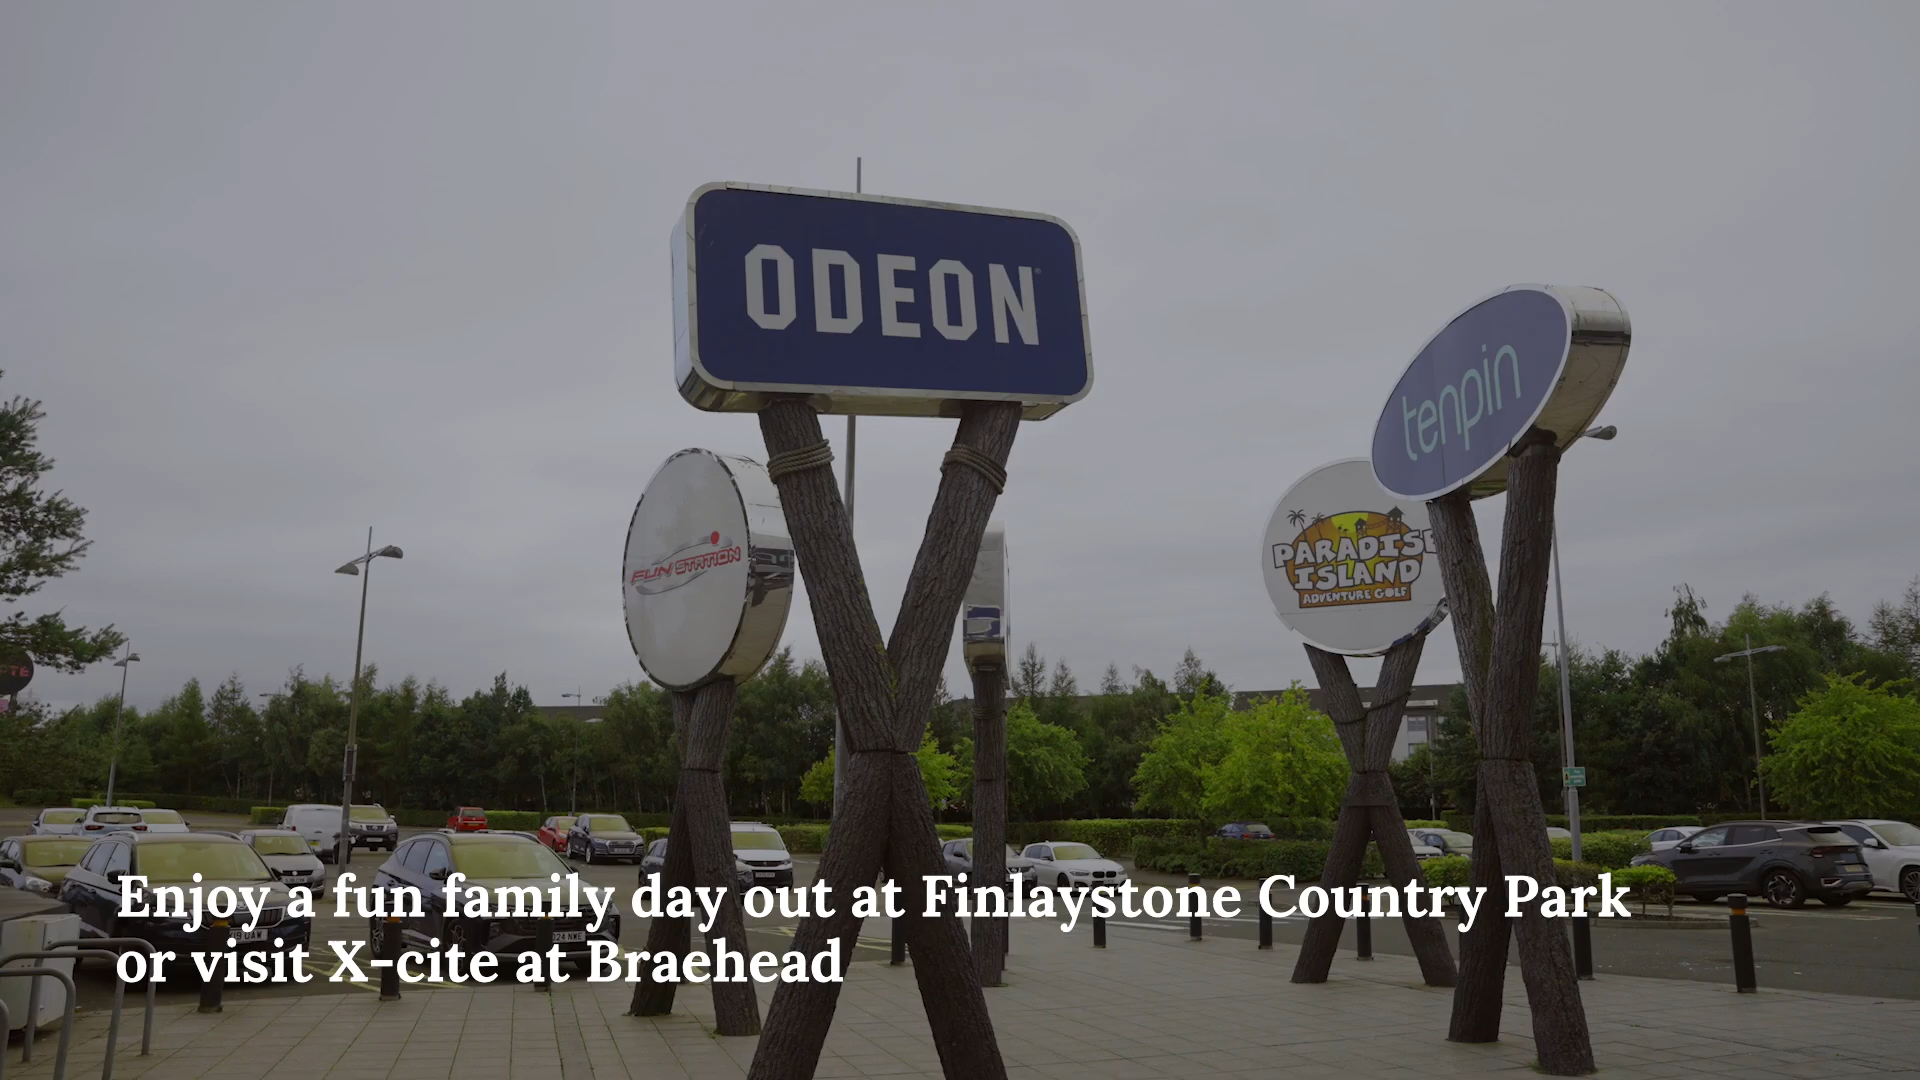 ODEON
tenpin
FUN STATION
PARADISE
ISLAND
ADVENTURE GOLF
Enjoy a fun family day out at Finlaystone Country Park
or visit X-cite at Braehead